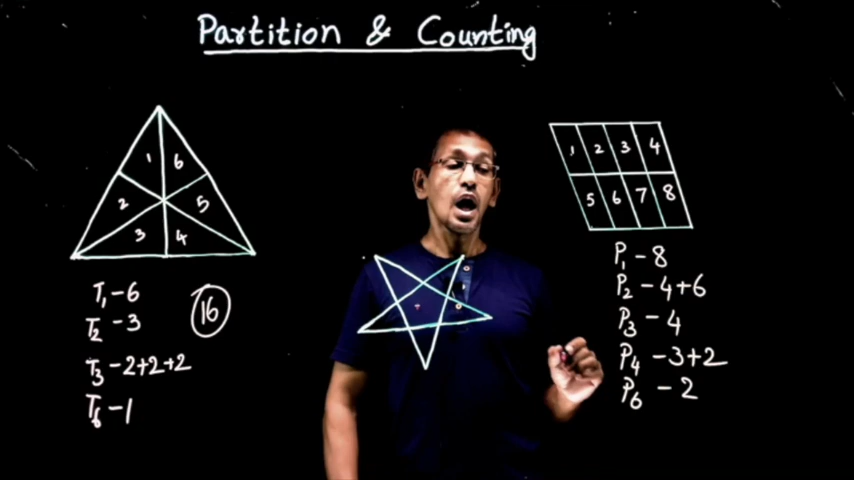 Partition & Counting
1 6
2 5
3 4
T₁ - 6
T₂ - 3
T₃ - 2+2+2
T₆ - 1
16
1 2 3 4
5 6 7 8
P₁ - 8
P₂ - 4+6
P₃ - 4
P₄ - 3+2
P₆ - 2